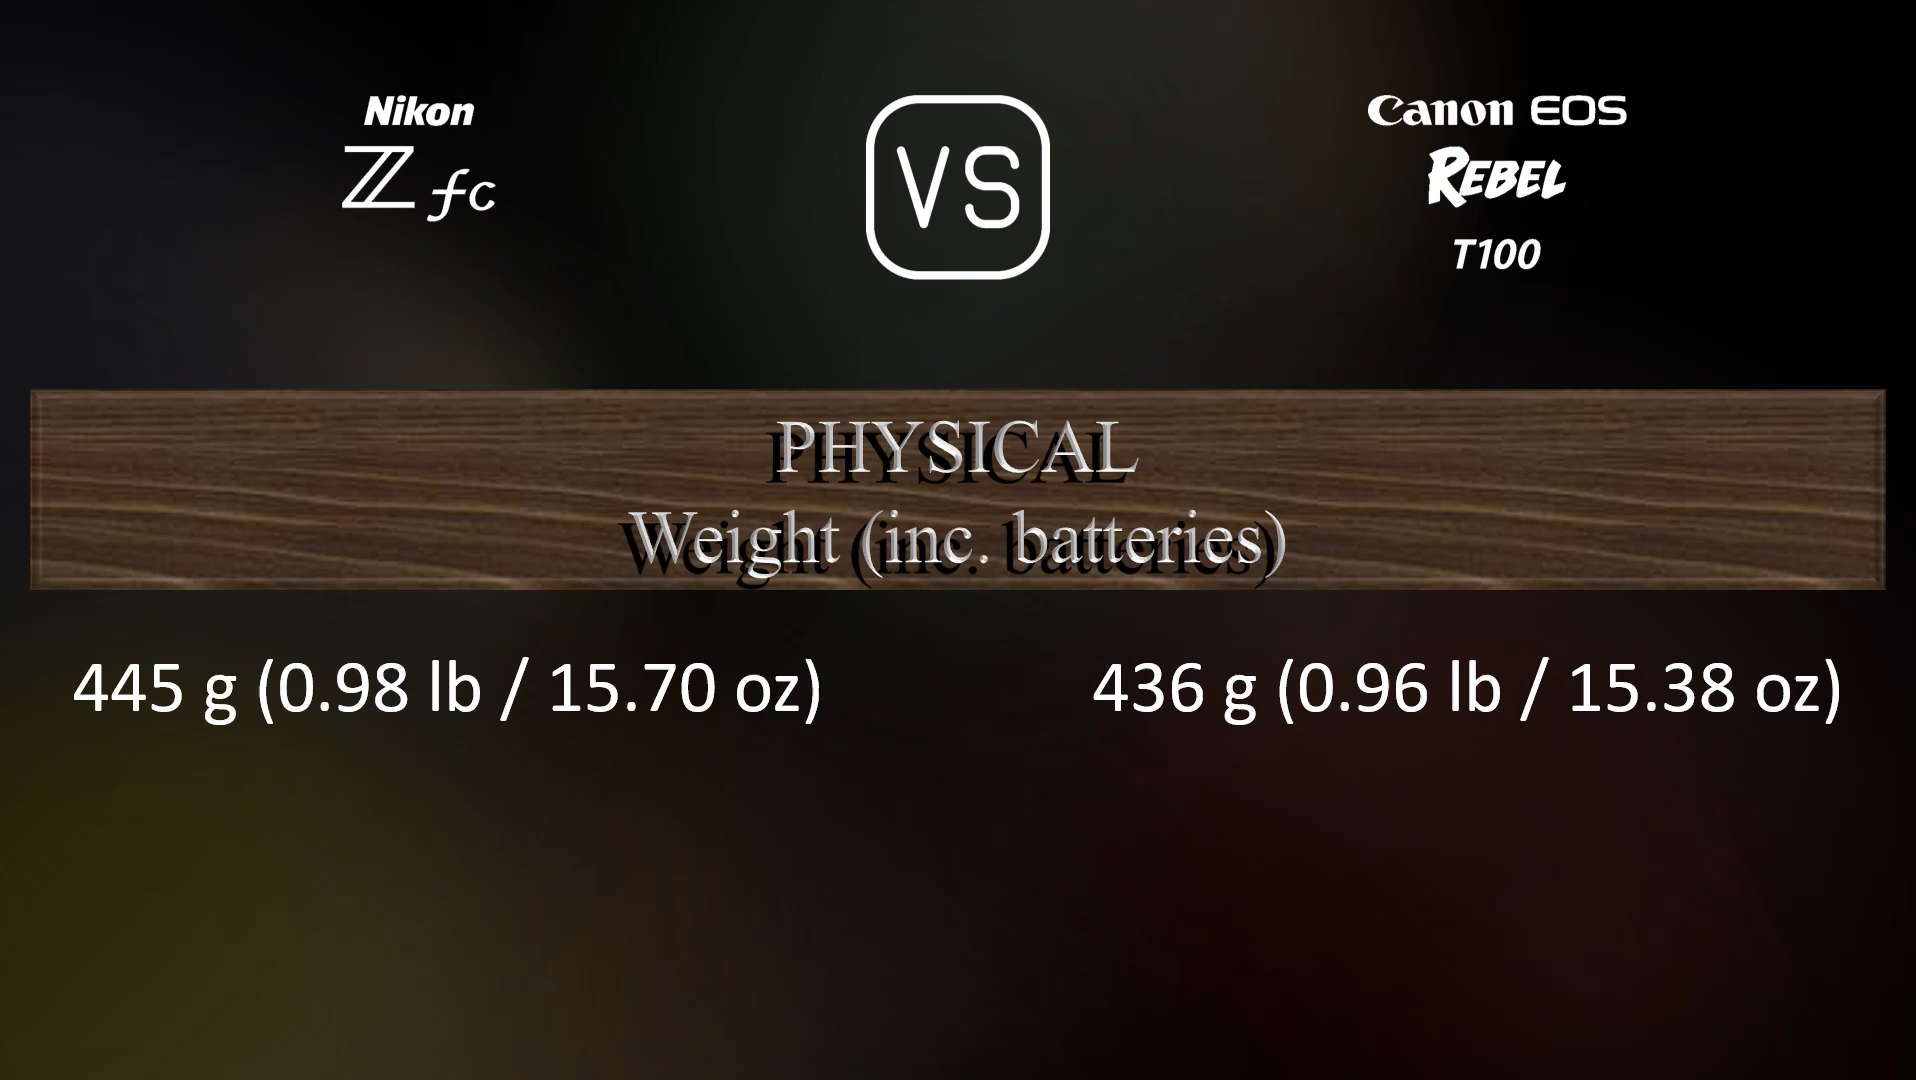 Nikon
Z fc
VS
Canon EOS
REBEL
T100
PHYSICAL
Weight (inc. batteries)
445 g (0.98 lb / 15.70 oz)
436 g (0.96 lb / 15.38 oz)